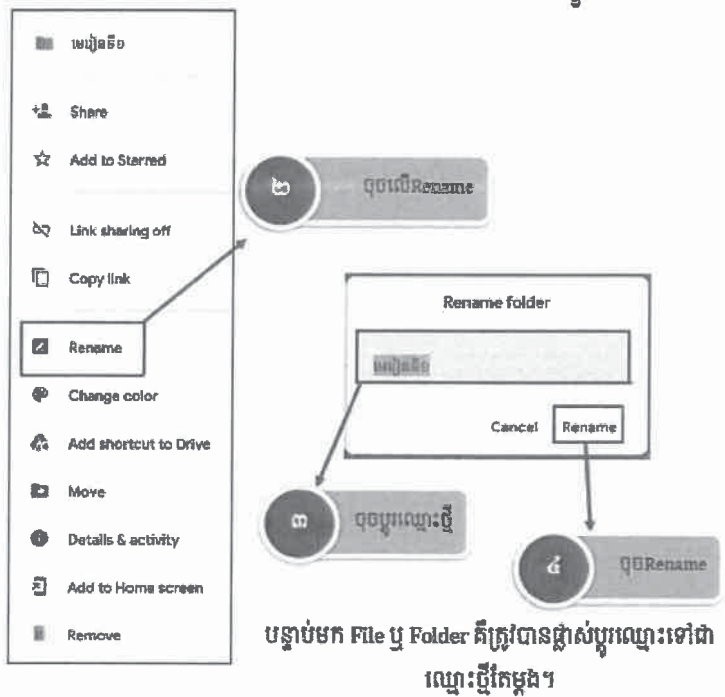 មេរៀនទី១
Share
Add to Starred
២
ចុចលើRename
Link sharing off
Copy link
Rename folder
Rename
មេរៀនទី១
Change color
Cancel Rename
Add shortcut to Drive
Move
៣
ចុចប្តូរឈ្មោះថ្មី
Details & activity
៤
ចុចRename
Add to Home screen
Remove
បន្ទាប់មក File ឬ Folder គឺត្រូវបានផ្លាស់ប្តូរឈ្មោះទៅជា
ឈ្មោះថ្មីតែម្តង។